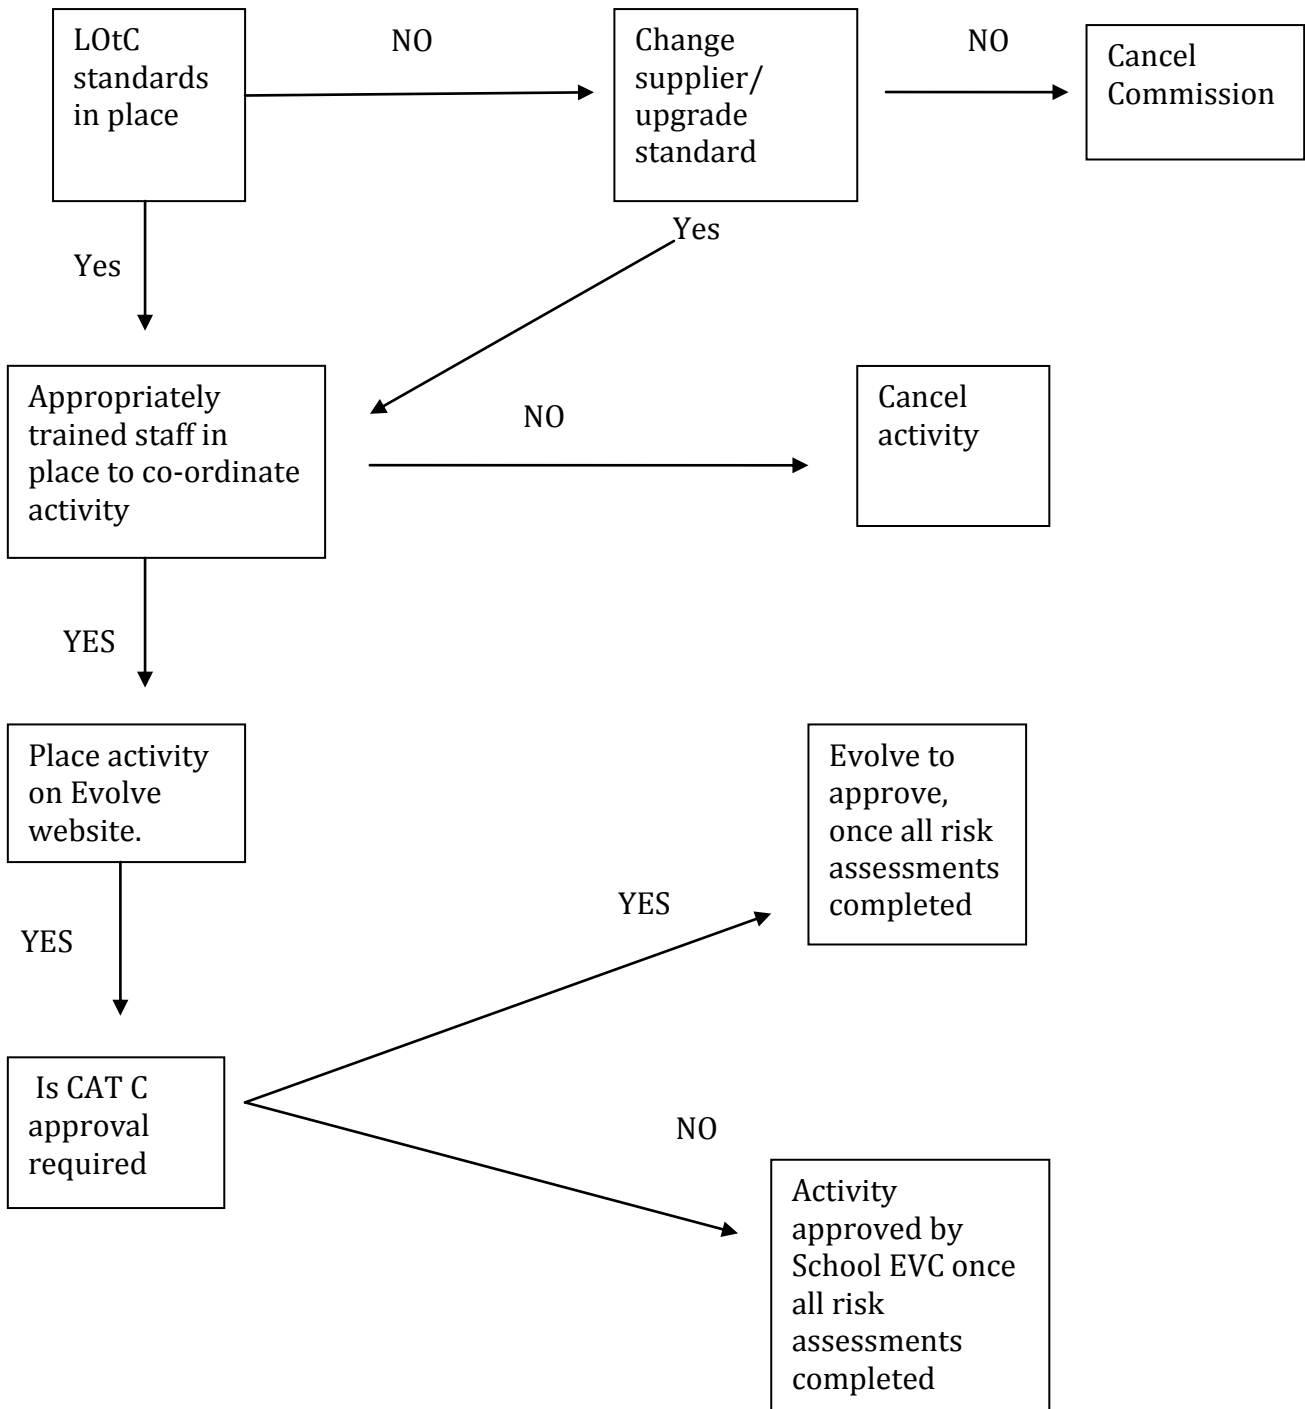 LOtC
standards
in place
NO
Change
supplier/
upgrade
standard
NO
Cancel
Commission
Yes
Yes
Appropriately
trained staff in
place to co-ordinate
activity
NO
Cancel
activity
YES
Place activity
on Evolve
website.
Evolve to
approve,
once all risk
assessments
completed
YES
YES
Is CAT C
approval
required
NO
Activity
approved by
School EVC once
all risk
assessments
completed